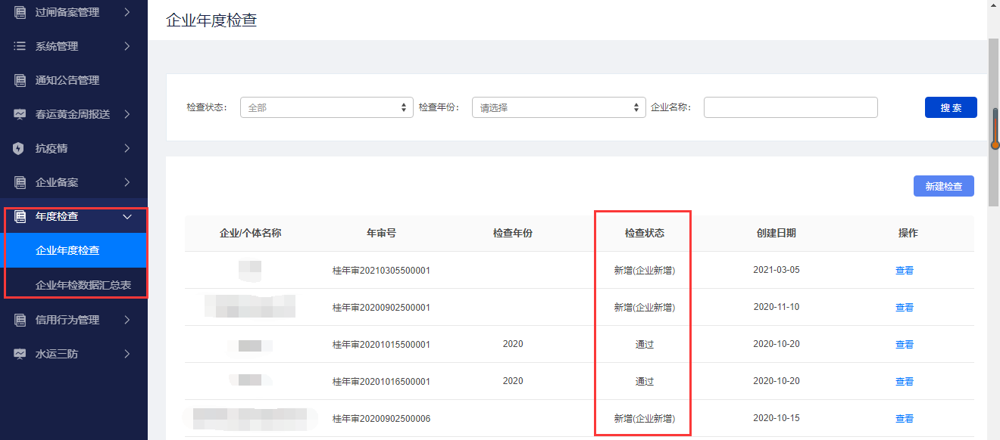 过闸备案管理
系统管理
通知公告管理
春运黄金周报送
抗疫情
企业备案
年度检查
企业年度检查
企业年检数据汇总表
信用行为管理
水运三防
企业年度检查
检查状态: 全部 检查年份: 请选择 企业名称: 搜 索
新建检查
企业/个体名称 年审号 检查年份 检查状态 创建日期 操作
桂年审20210305500001 新增(企业新增) 2021-03-05 查看
桂年审20200902500001 新增(企业新增) 2020-11-10 查看
桂年审20201015500001 2020 通过 2020-10-20 查看
桂年审20201016500001 2020 通过 2020-10-20 查看
桂年审20200902500006 新增(企业新增) 2020-10-15 查看